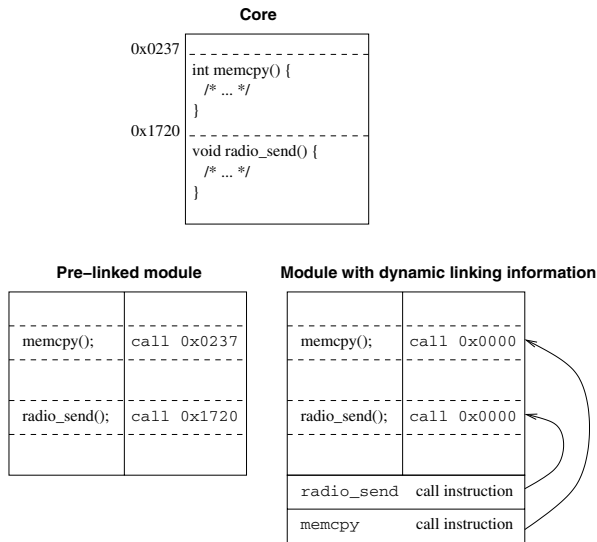 Core
0x0237
int memcpy() {
/* ... */
}
0x1720
void radio_send() {
/* ... */
}
Pre–linked module
memcpy(); call 0x0237
radio_send(); call 0x1720
Module with dynamic linking information
memcpy(); call 0x0000
radio_send(); call 0x0000
radio_send call instruction
memcpy call instruction